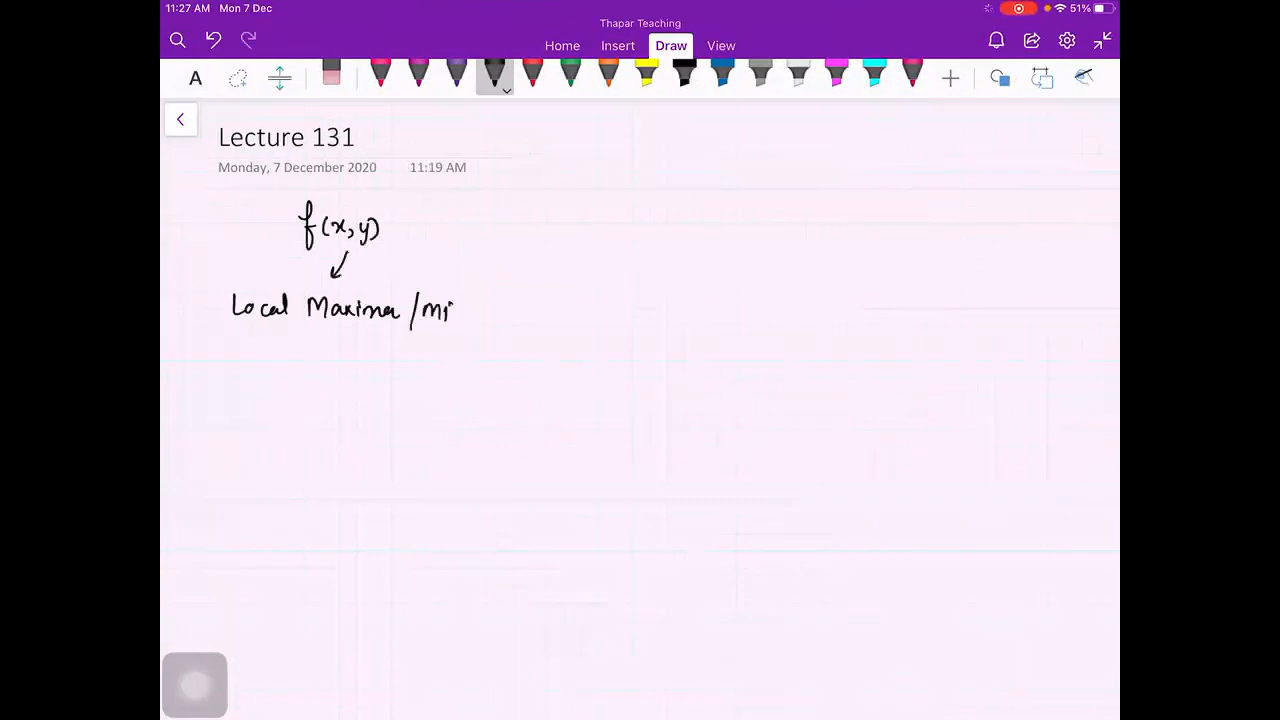 11:27 AM Mon 7 Dec 51%
Thapar Teaching
Home Insert Draw View
A
Lecture 131
Monday, 7 December 2020 11:19 AM
f(x,y)
Local Maxima /mi